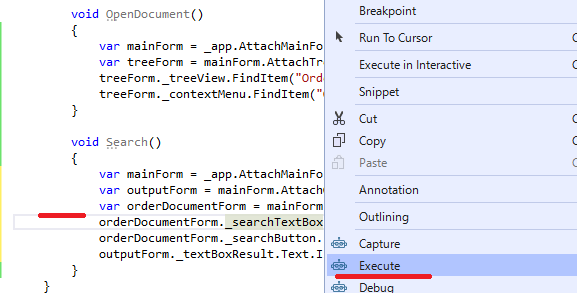 void OpenDocument()
{
var mainForm = _app.AttachMainFo
var treeForm = mainForm.AttachTr
treeForm._treeView.FindItem("Ord
treeForm._contextMenu.FindItem("
}
void Search()
{
var mainForm = _app.AttachMainFo
var outputForm = mainForm.Attach
var orderDocumentForm = mainForm
orderDocumentForm._searchTextBox
orderDocumentForm._searchButton.
outputForm._textBoxResult.Text.I
}
}
Breakpoint
Run To Cursor
Execute in Interactive
Snippet
Cut
Copy
Paste
Annotation
Outlining
Capture
Execute
Debug